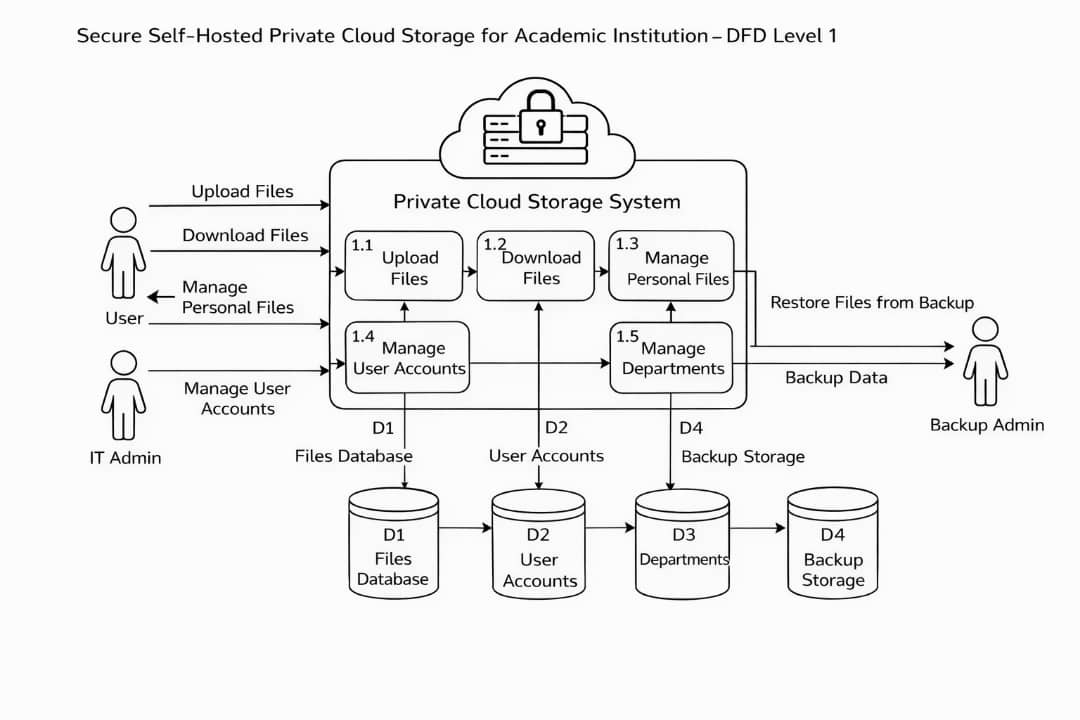 Secure Self-Hosted Private Cloud Storage for Academic Institution – DFD Level 1
Private Cloud Storage System
Upload Files
Download Files
Manage
Personal Files
User
Manage User
Accounts
IT Admin
1.1
Upload
Files
1.2
Download
Files
1.3
Manage
Personal Files
1.4
Manage
User Accounts
1.5
Manage
Departments
Restore Files from Backup
Backup Data
Backup Admin
D1
Files Database
D2
User Accounts
D4
Backup Storage
D1
Files
Database
D2
User
Accounts
D3
Departments
D4
Backup
Storage